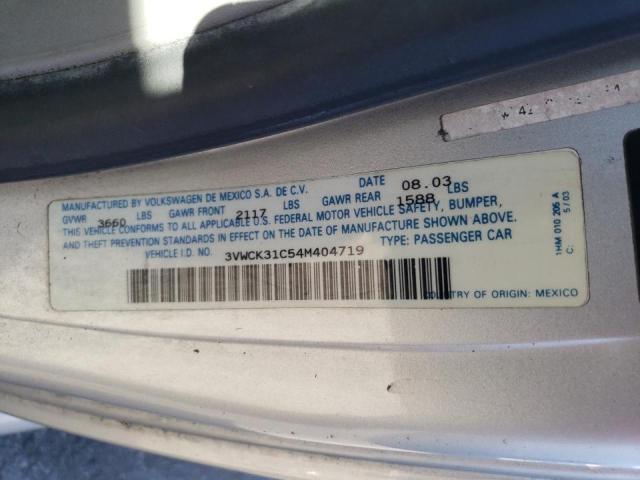 MANUFACTURED BY VOLKSWAGEN DE MEXICO S.A. DE C.V. DATE 08.03
GVWR 3660 LBS GAWR FRONT 2117 LBS GAWR REAR 1588 LBS
THIS VEHICLE CONFORMS TO ALL APPLICABLE U.S. FEDERAL MOTOR VEHICLE SAFETY, BUMPER,
AND THEFT PREVENTION STANDARDS IN EFFECT ON THE DATE OF MANUFACTURE SHOWN ABOVE.
VEHICLE I.D. NO. 3VWCK31C54M404719 TYPE: PASSENGER CAR
COUNTRY OF ORIGIN: MEXICO
1HM 010 205 A
C: 5/03